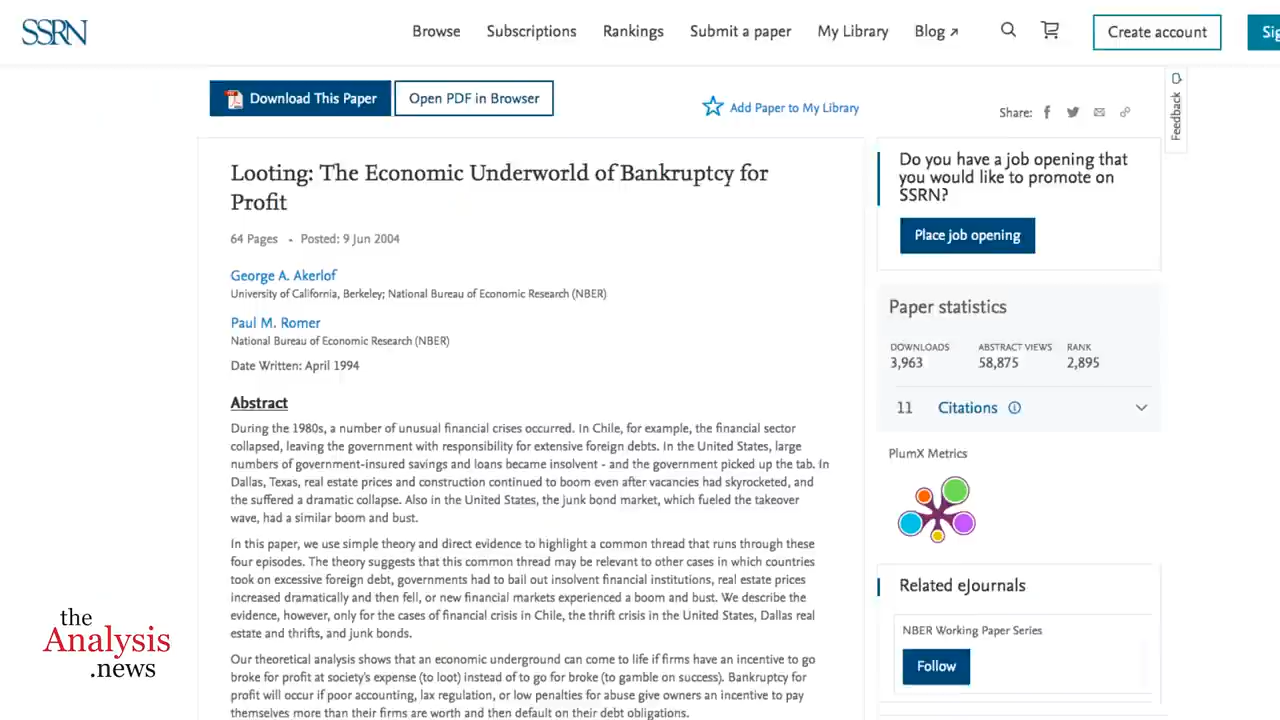 SSRN
Browse Subscriptions Rankings Submit a paper My Library Blog ↗ Create account
Download This Paper Open PDF in Browser Add Paper to My Library Share:
Feedback
Looting: The Economic Underworld of Bankruptcy for
Profit
64 Pages • Posted: 9 Jun 2004
George A. Akerlof
University of California, Berkeley; National Bureau of Economic Research (NBER)
Paul M. Romer
National Bureau of Economic Research (NBER)
Date Written: April 1994
Abstract
During the 1980s, a number of unusual financial crises occurred. In Chile, for example, the financial sector
collapsed, leaving the government with responsibility for extensive foreign debts. In the United States, large
numbers of government-insured savings and loans became insolvent - and the government picked up the tab. In
Dallas, Texas, real estate prices and construction continued to boom even after vacancies had skyrocketed, and
the suffered a dramatic collapse. Also in the United States, the junk bond market, which fueled the takeover
wave, had a similar boom and bust.
In this paper, we use simple theory and direct evidence to highlight a common thread that runs through these
four episodes. The theory suggests that this common thread may be relevant to other cases in which countries
took on excessive foreign debt, governments had to bail out insolvent financial institutions, real estate prices
increased dramatically and then fell, or new financial markets experienced a boom and bust. We describe the
evidence, however, only for the cases of financial crisis in Chile, the thrift crisis in the United States, Dallas real
estate and thrifts, and junk bonds.
Our theoretical analysis shows that an economic underground can come to life if firms have an incentive to go
broke for profit at society's expense (to loot) instead of to go for broke (to gamble on success). Bankruptcy for
profit will occur if poor accounting, lax regulation, or low penalties for abuse give owners an incentive to pay
themselves more than their firms are worth and then default on their debt obligations.
Do you have a job opening that
you would like to promote on
SSRN?
Place job opening
Paper statistics
DOWNLOADS ABSTRACT VIEWS RANK
3,963 58,875 2,895
11 Citations
PlumX Metrics
Related eJournals
NBER Working Paper Series
Follow
the
Analysis
.news